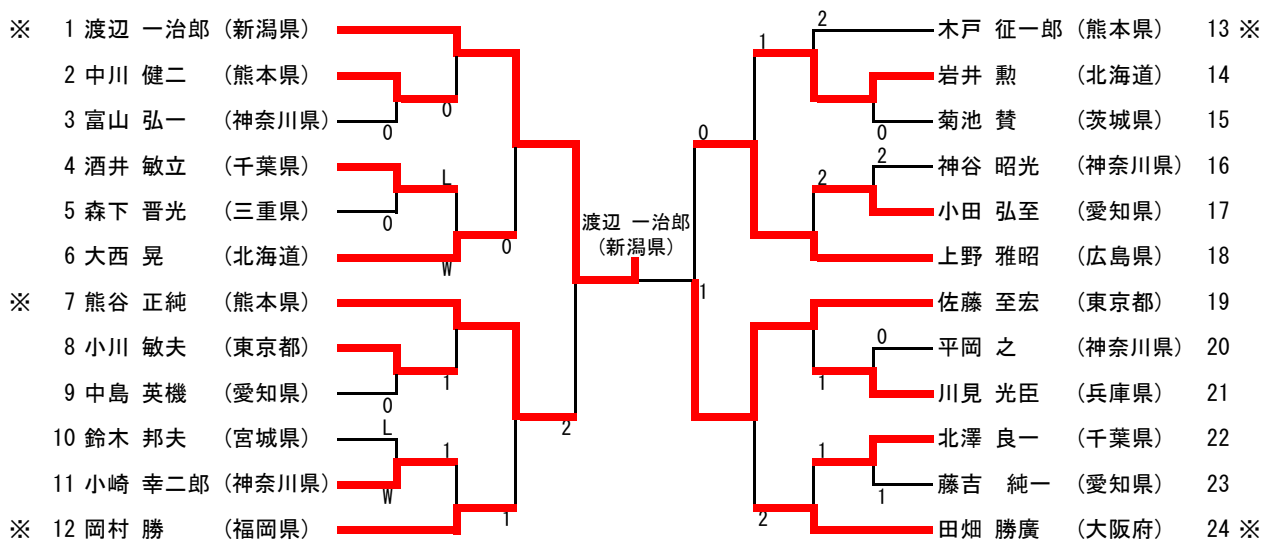 ※ 1 渡辺 一治郎 (新潟県)
2 中川 健二 (熊本県)
0
3 富山 弘一 (神奈川県)
0
4 酒井 敏立 (千葉県)
L
5 森下 晋光 (三重県)
0
6 大西 晃 (北海道)
W
0
※ 7 熊谷 正純 (熊本県)
8 小川 敏夫 (東京都)
1
9 中島 英機 (愛知県)
0
10 鈴木 邦夫 (宮城県)
L
1
11 小崎 幸二郎 (神奈川県)
W
※ 12 岡村 勝 (福岡県)
1
2
渡辺 一治郎
(新潟県)
1
0
2
木戸 征一郎 (熊本県) 13 ※
1
岩井 勲 (北海道) 14
菊池 賛 (茨城県) 15
0
2
神谷 昭光 (神奈川県) 16
2
小田 弘至 (愛知県) 17
上野 雅昭 (広島県) 18
佐藤 至宏 (東京都) 19
0
平岡 之 (神奈川県) 20
1
川見 光臣 (兵庫県) 21
1
北澤 良一 (千葉県) 22
藤吉 純一 (愛知県) 23
1
2
田畑 勝廣 (大阪府) 24 ※